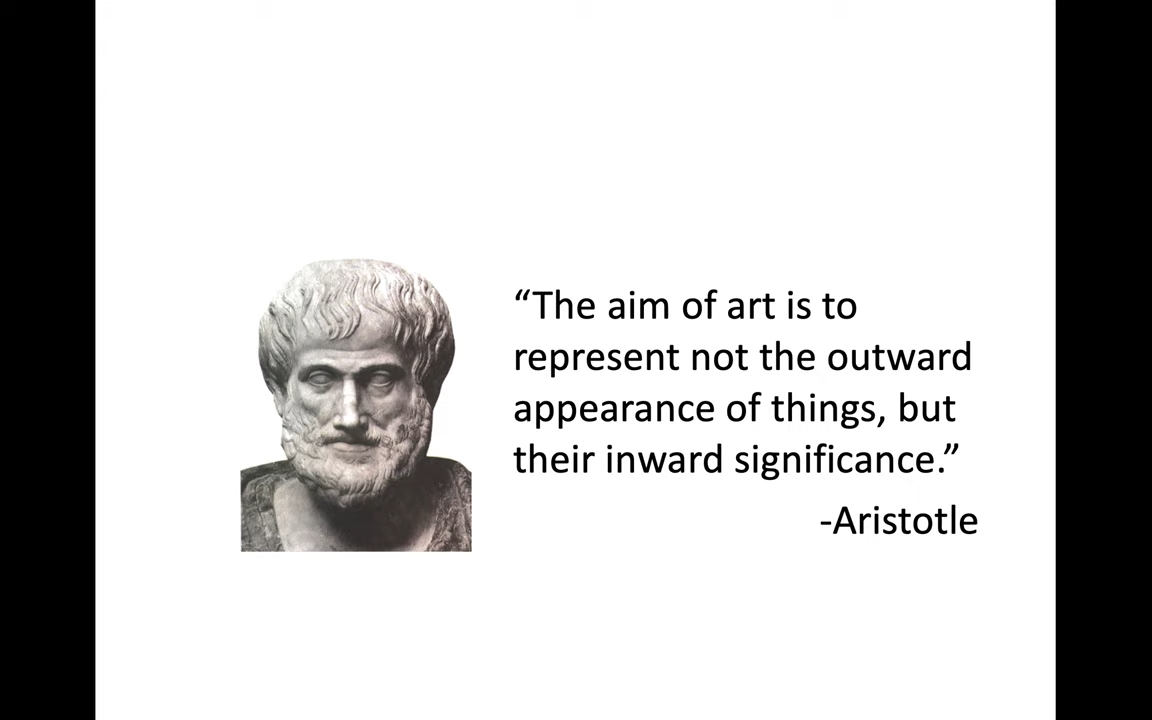 “The aim of art is to
represent not the outward
appearance of things, but
their inward significance.”
-Aristotle